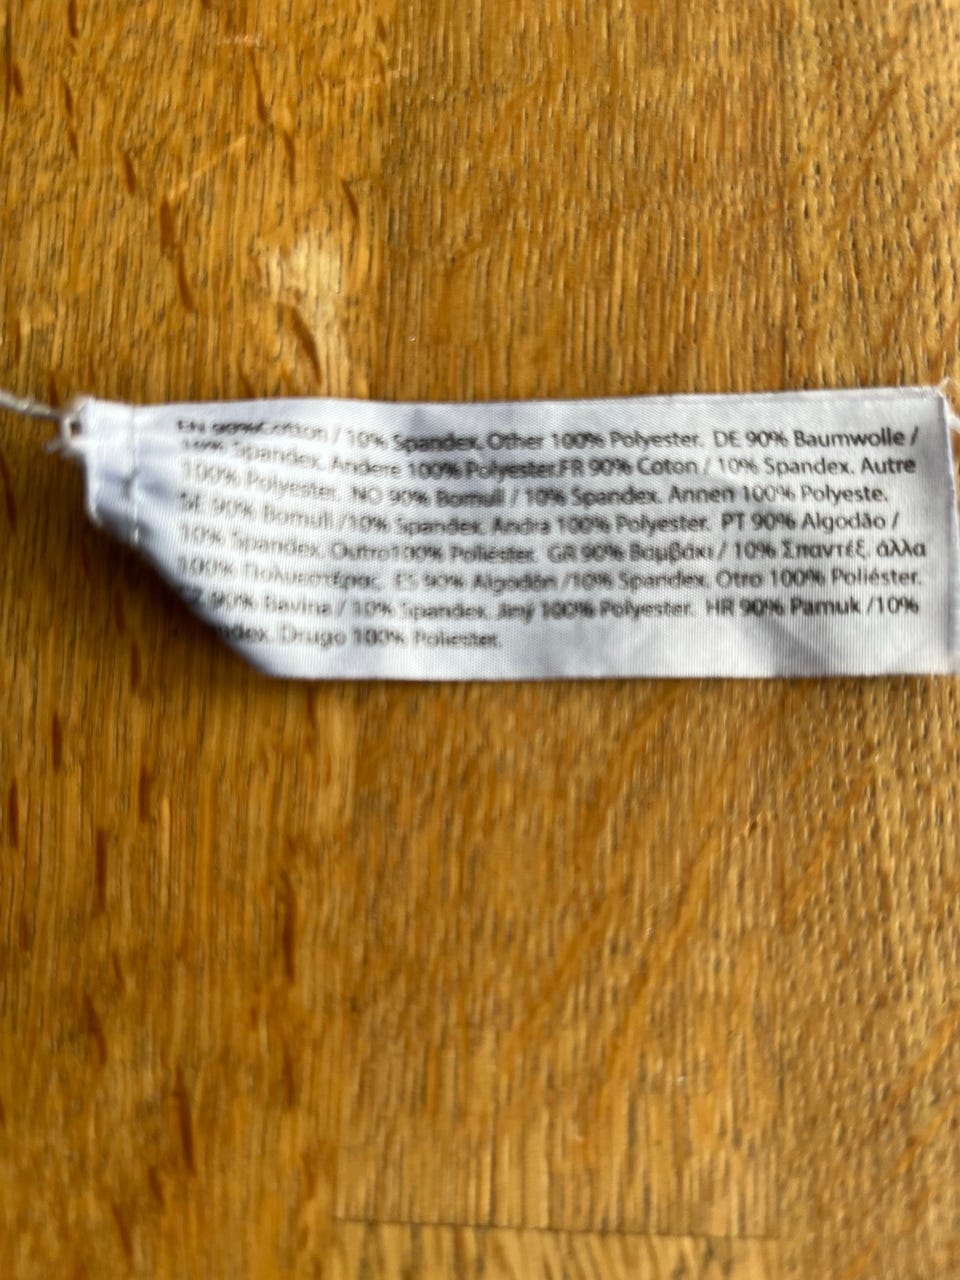 EN 90%Cotton / 10% Spandex. Other 100% Polyester. DE 90% Baumwolle /
10% Spandex. Andere 100% Polyester.FR 90% Coton / 10% Spandex. Autre
100% Polyester. NO 90% Bomull / 10% Spandex. Annen 100% Polyeste.
SE 90% Bomull /10% Spandex. Andra 100% Polyester. PT 90% Algodão /
10% Spandex. Outro100% Poliéster. GR 90% Βαμβάκι / 10% Σπαντέξ. άλλα
100% Πολυεστέρας. ES 90% Algodón /10% Spandex. Otro 100% Poliéster.
90% Bavlna / 10% Spandex. Jiný 100% Polyester. HR 90% Pamuk /10%
Drugo 100% Poliester.